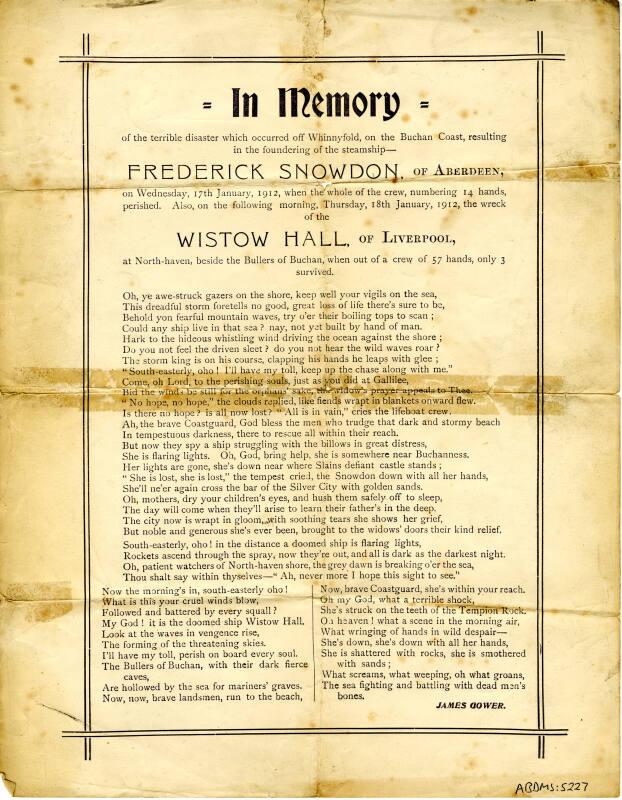 = In Memory =
of the terrible disaster which occurred off Whinnyfold, on the Buchan Coast, resulting
in the foundering of the steamship—
FREDERICK SNOWDON, OF ABERDEEN,
on Wednesday, 17th January, 1912, when the whole of the crew, numbering 14 hands,
perished. Also, on the following morning, Thursday, 18th January, 1912, the wreck
of the
WISTOW HALL, OF LIVERPOOL,
at North-haven, beside the Bullers of Buchan, when out of a crew of 57 hands, only 3
survived.
Oh, ye awe-struck gazers on the shore, keep well your vigils on the sea,
This dreadful storm foretells no good, great loss of life there's sure to be,
Behold yon fearful mountain waves, try o'er their boiling tops to scan ;
Could any ship live in that sea ? nay, not yet built by hand of man.
Hark to the hideous whistling wind driving the ocean against the shore ;
Do you not feel the driven sleet ? do you not hear the wild waves roar ?
The storm king is on his course, clapping his hands he leaps with glee ;
"South-easterly, oho ! I'll have my toll, keep up the chase along with me."
Come, oh Lord, to the perishing souls, just as you did at Gallilee,
Bid the winds be still for the orphans' sake, the widow's prayer appeals to Thee.
"No hope, no hope," the clouds replied, like fiends wrapt in blankets onward flew.
Is there no hope ? is all now lost ? "All is in vain," cries the lifeboat crew.
Ah, the brave Coastguard, God bless the men who trudge that dark and stormy beach
In tempestuous darkness, there to rescue all within their reach.
But now they spy a ship struggling with the billows in great distress,
She is flaring lights. Oh, God, bring help, she is somewhere near Buchanness.
Her lights are gone, she's down near where Slains defiant castle stands ;
"She is lost, she is lost," the tempest cried, the Snowdon down with all her hands,
She'll ne'er again cross the bar of the Silver City with golden sands.
Oh, mothers, dry your children's eyes, and hush them safely off to sleep,
The day will come when they'll arise to learn their father's in the deep.
The city now is wrapt in gloom, with soothing tears she shows her grief,
But noble and generous she's ever been, brought to the widows' doors their kind relief.
South-easterly, oho ! in the distance a doomed ship is flaring lights,
Rockets ascend through the spray, now they're out, and all is dark as the darkest night.
Oh, patient watchers of North-haven shore, the grey dawn is breaking o'er the sea,
Thou shalt say within thyselves—"Ah, never more I hope this sight to see."
Now the morning's in, south-easterly oho !
What is this your cruel winds blow,
Followed and battered by every squall ?
My God ! it is the doomed ship Wistow Hall.
Look at the waves in vengence rise,
The forming of the threatening skies.
I'll have my toll, perish on board every soul.
The Bullers of Buchan, with their dark fierce
caves,
Are hollowed by the sea for mariners' graves.
Now, now, brave landsmen, run to the beach,
Now, brave Coastguard, she's within your reach.
Oh my God, what a terrible shock,
She's struck on the teeth of the Tempion Rock.
Oh heaven ! what a scene in the morning air,
What wringing of hands in wild despair—
She's down, she's down with all her hands,
She is shattered with rocks, she is smothered
with sands ;
What screams, what weeping, oh what groans,
The sea fighting and battling with dead men's
bones.
JAMES GOWER.
ABDMS:5227